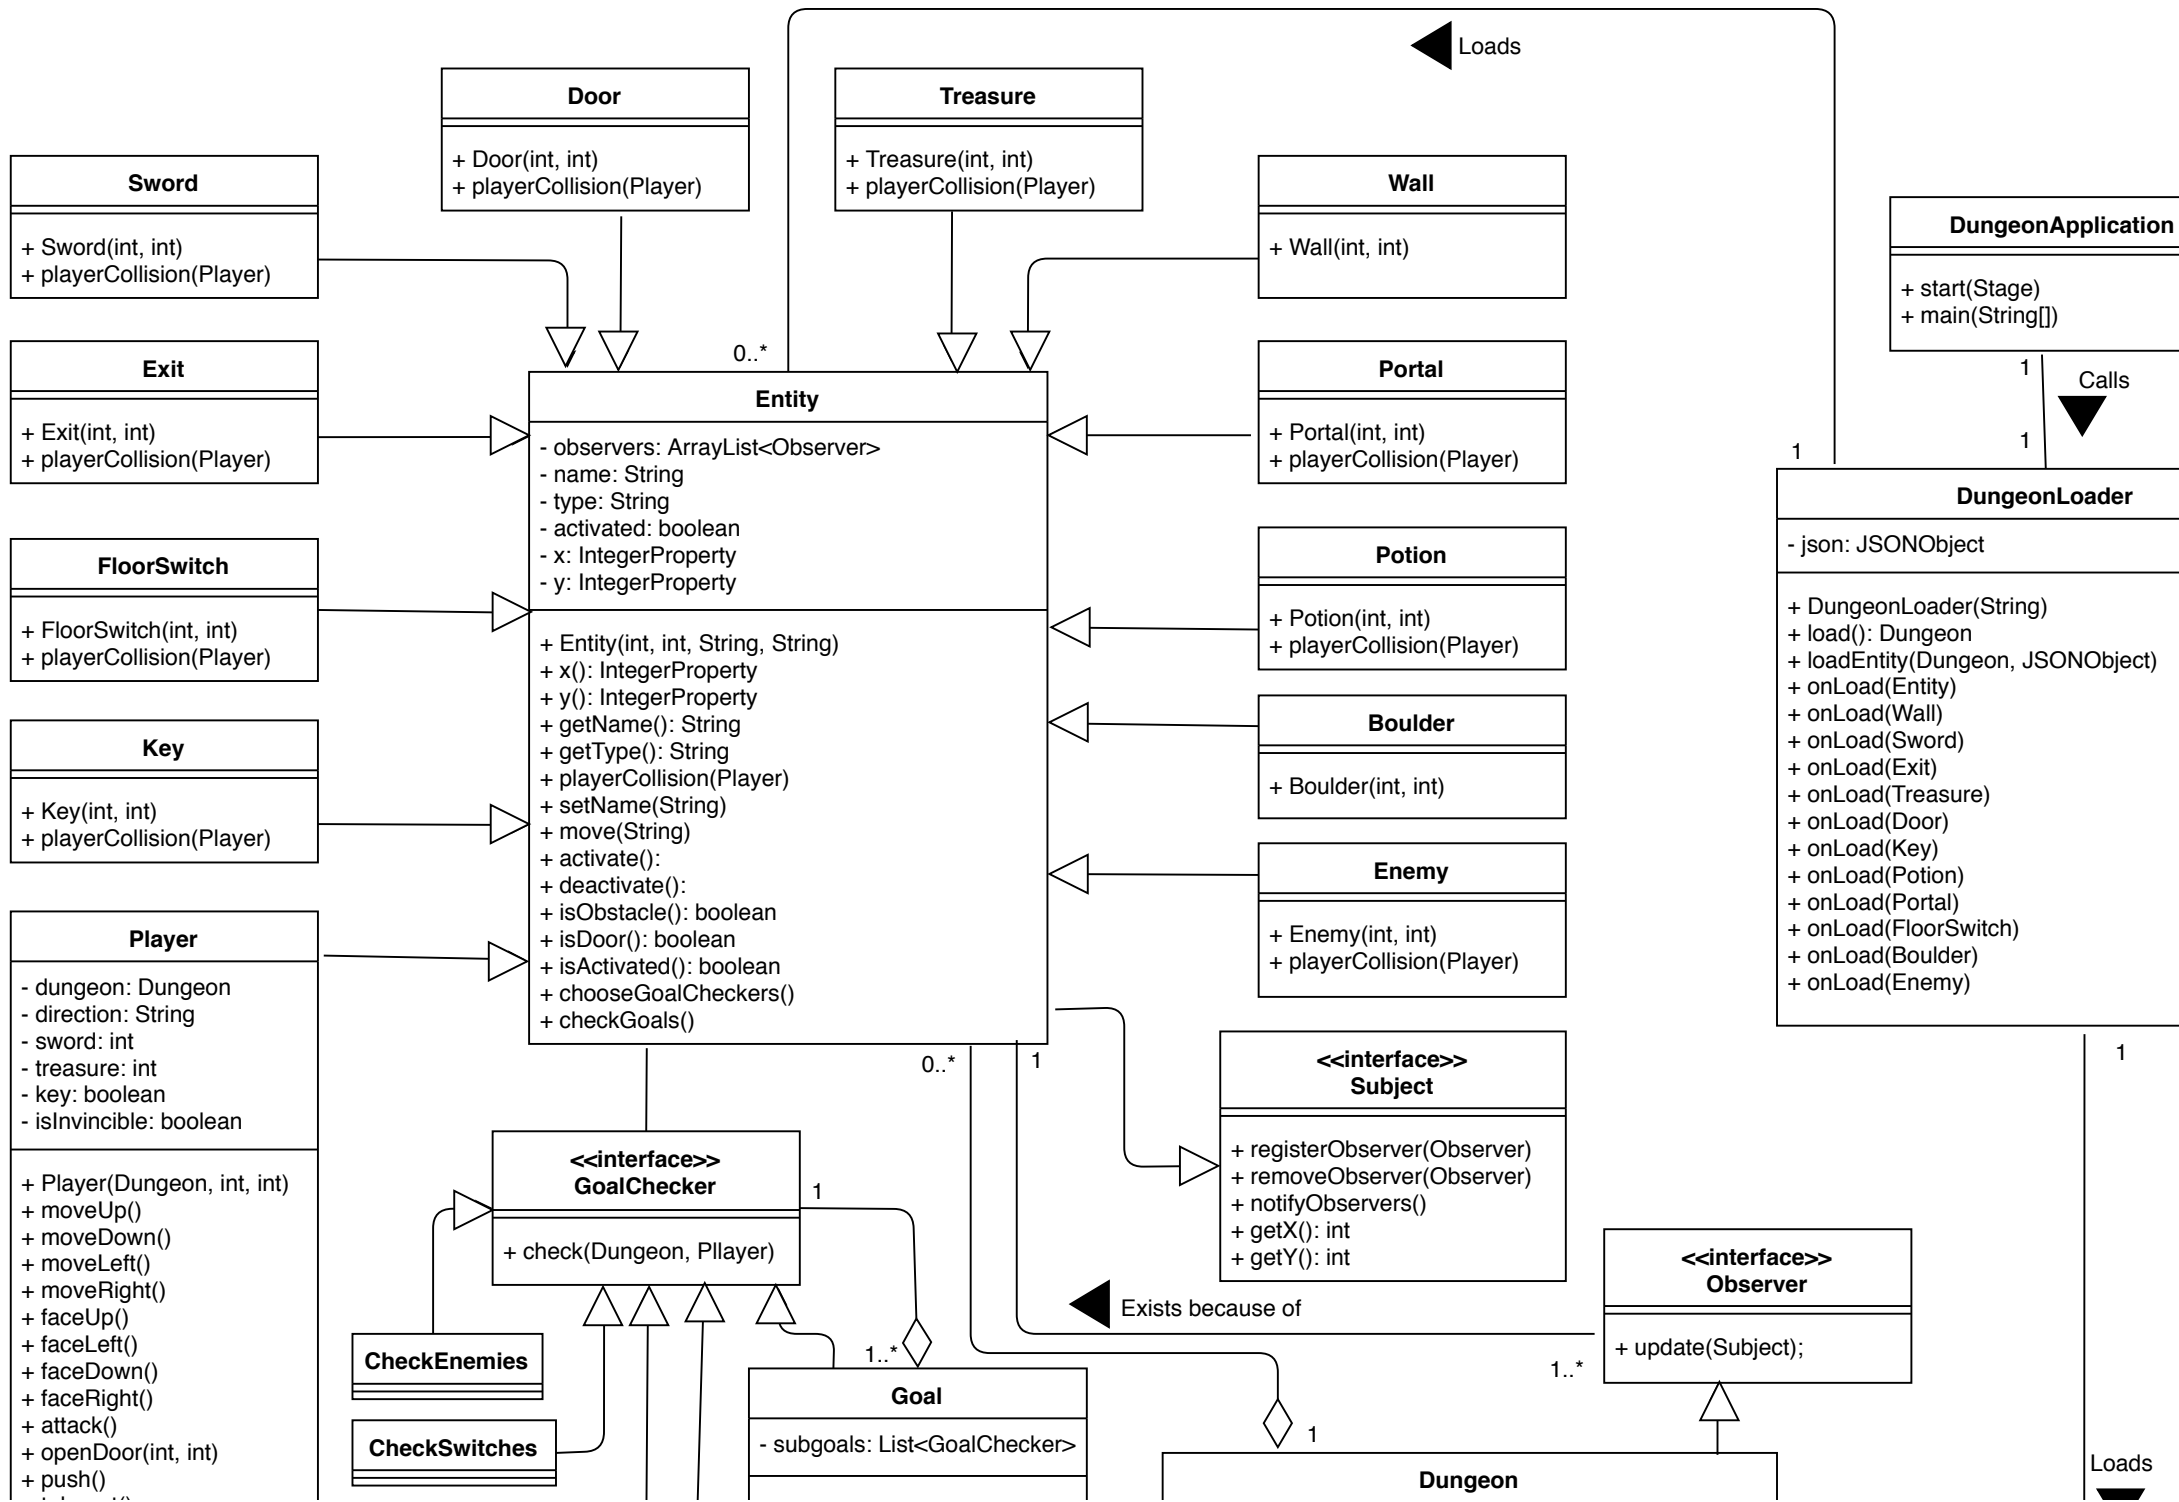 Loads
Door
+ Door(int, int)
+ playerCollision(Player)
Treasure
+ Treasure(int, int)
+ playerCollision(Player)
Sword
+ Sword(int, int)
+ playerCollision(Player)
Wall
+ Wall(int, int)
DungeonApplication
+ start(Stage)
+ main(String[])
Exit
+ Exit(int, int)
+ playerCollision(Player)
0..*
Portal
+ Portal(int, int)
+ playerCollision(Player)
1
Calls
1
1
Entity
- observers: ArrayList<Observer>
- name: String
- type: String
- activated: boolean
- x: IntegerProperty
- y: IntegerProperty
+ Entity(int, int, String, String)
+ x(): IntegerProperty
+ y(): IntegerProperty
+ getName(): String
+ getType(): String
+ playerCollision(Player)
+ setName(String)
+ move(String)
+ activate():
+ deactivate():
+ isObstacle(): boolean
+ isDoor(): boolean
+ isActivated(): boolean
+ chooseGoalCheckers()
+ checkGoals()
DungeonLoader
- json: JSONObject
+ DungeonLoader(String)
+ load(): Dungeon
+ loadEntity(Dungeon, JSONObject)
+ onLoad(Entity)
+ onLoad(Wall)
+ onLoad(Sword)
+ onLoad(Exit)
+ onLoad(Treasure)
+ onLoad(Door)
+ onLoad(Key)
+ onLoad(Potion)
+ onLoad(Portal)
+ onLoad(FloorSwitch)
+ onLoad(Boulder)
+ onLoad(Enemy)
FloorSwitch
+ FloorSwitch(int, int)
+ playerCollision(Player)
Potion
+ Potion(int, int)
+ playerCollision(Player)
Key
+ Key(int, int)
+ playerCollision(Player)
Boulder
+ Boulder(int, int)
Enemy
+ Enemy(int, int)
+ playerCollision(Player)
Player
- dungeon: Dungeon
- direction: String
- sword: int
- treasure: int
- key: boolean
- isInvincible: boolean
+ Player(Dungeon, int, int)
+ moveUp()
+ moveDown()
+ moveLeft()
+ moveRight()
+ faceUp()
+ faceLeft()
+ faceDown()
+ faceRight()
+ attack()
+ openDoor(int, int)
+ push()
0..*
1
1
<<interface>>
Subject
+ registerObserver(Observer)
+ removeObserver(Observer)
+ notifyObservers()
+ getX(): int
+ getY(): int
<<interface>>
GoalChecker
+ check(Dungeon, Pllayer)
1
Exists because of
<<interface>>
Observer
+ update(Subject);
1..*
1..*
CheckEnemies
CheckSwitches
Goal
- subgoals: List<GoalChecker>
1
Dungeon
Loads